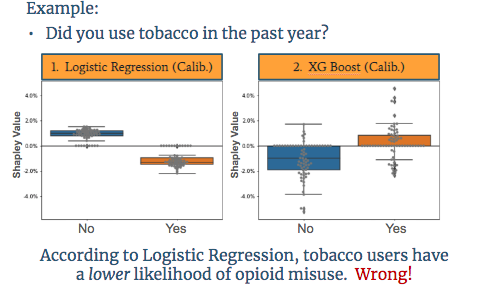 Example:
• Did you use tobacco in the past year?
1. Logistic Regression (Calib.)
2. XG Boost (Calib.)
Shapley Value
4.0%
2.0%
0.0%
-2.0%
-4.0%
No Yes
Shapley Value
4.0%
2.0%
0.0%
-2.0%
-4.0%
No Yes
According to Logistic Regression, tobacco users have
a lower likelihood of opioid misuse. Wrong!